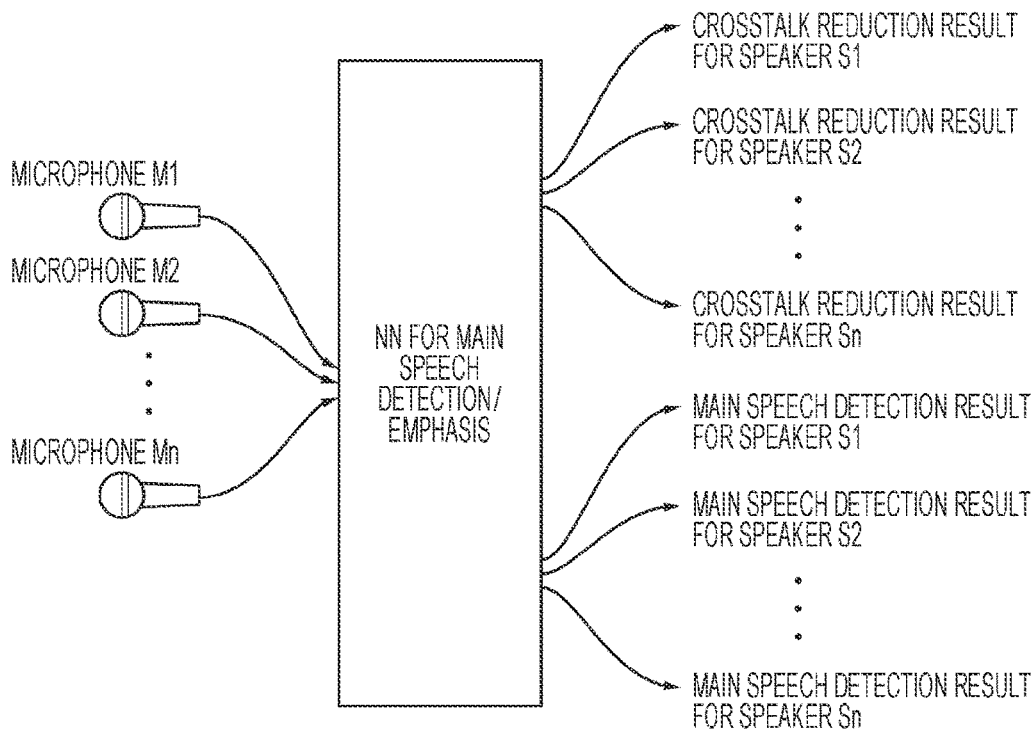 MICROPHONE M1
MICROPHONE M2
MICROPHONE Mn
NN FOR MAIN
SPEECH
DETECTION/
EMPHASIS
CROSSTALK REDUCTION RESULT
FOR SPEAKER S1
CROSSTALK REDUCTION RESULT
FOR SPEAKER S2
CROSSTALK REDUCTION RESULT
FOR SPEAKER Sn
MAIN SPEECH DETECTION RESULT
FOR SPEAKER S1
MAIN SPEECH DETECTION RESULT
FOR SPEAKER S2
MAIN SPEECH DETECTION RESULT
FOR SPEAKER Sn